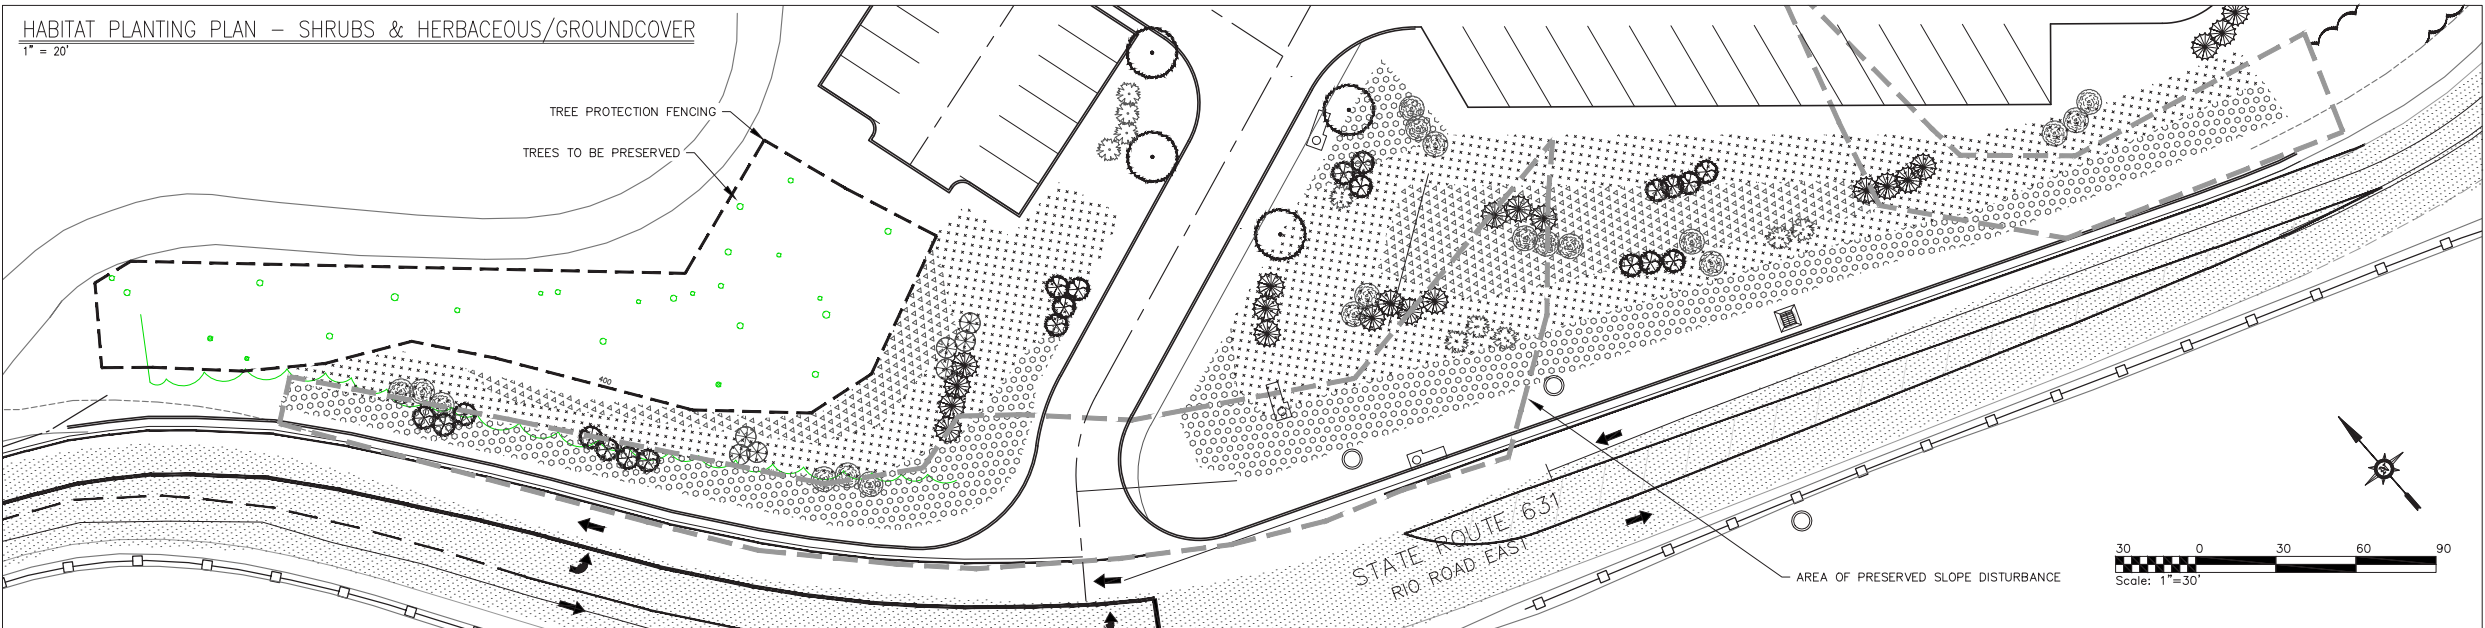 HABITAT PLANTING PLAN - SHRUBS & HERBACEOUS/GROUNDCOVER
1" = 20'
TREE PROTECTION FENCING
TREES TO BE PRESERVED
400
STATE ROUTE 631
RIO ROAD EAST
AREA OF PRESERVED SLOPE DISTURBANCE
30 0 30 60 90
Scale: 1"=30'